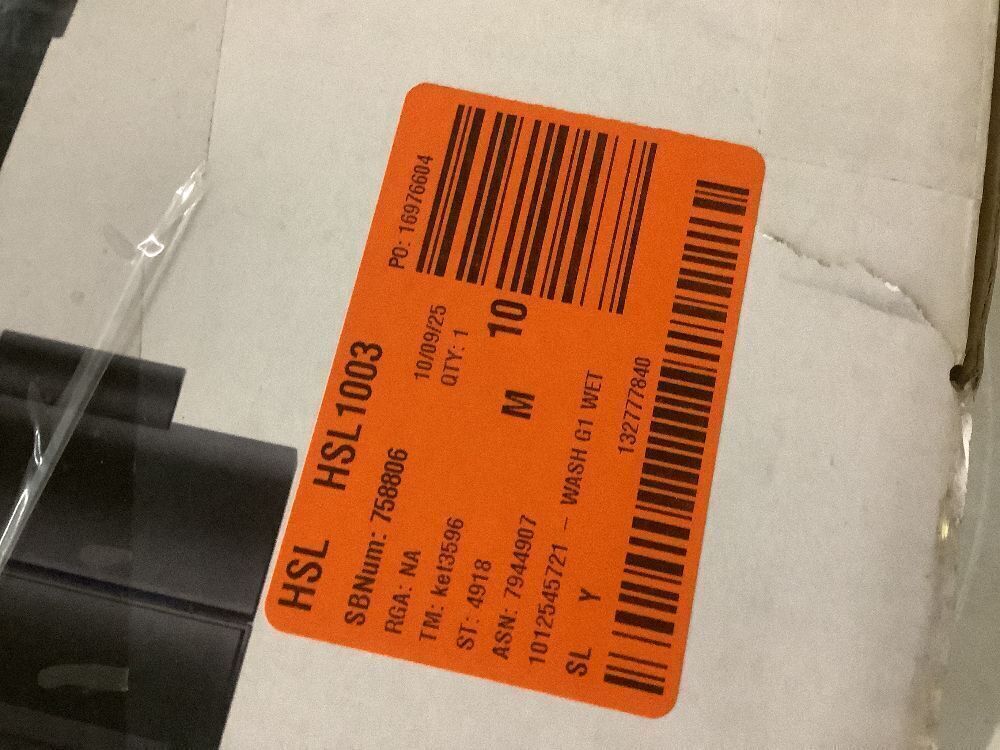 HSL HSL1003
SBNum: 758806
RGA: NA
PO: 16976604
TM: ket3596
10/09/25
ST: 4918
QTY: 1
ASN: 7944907
1012545721 – WASH G1 WET
SL Y M 10
132777840